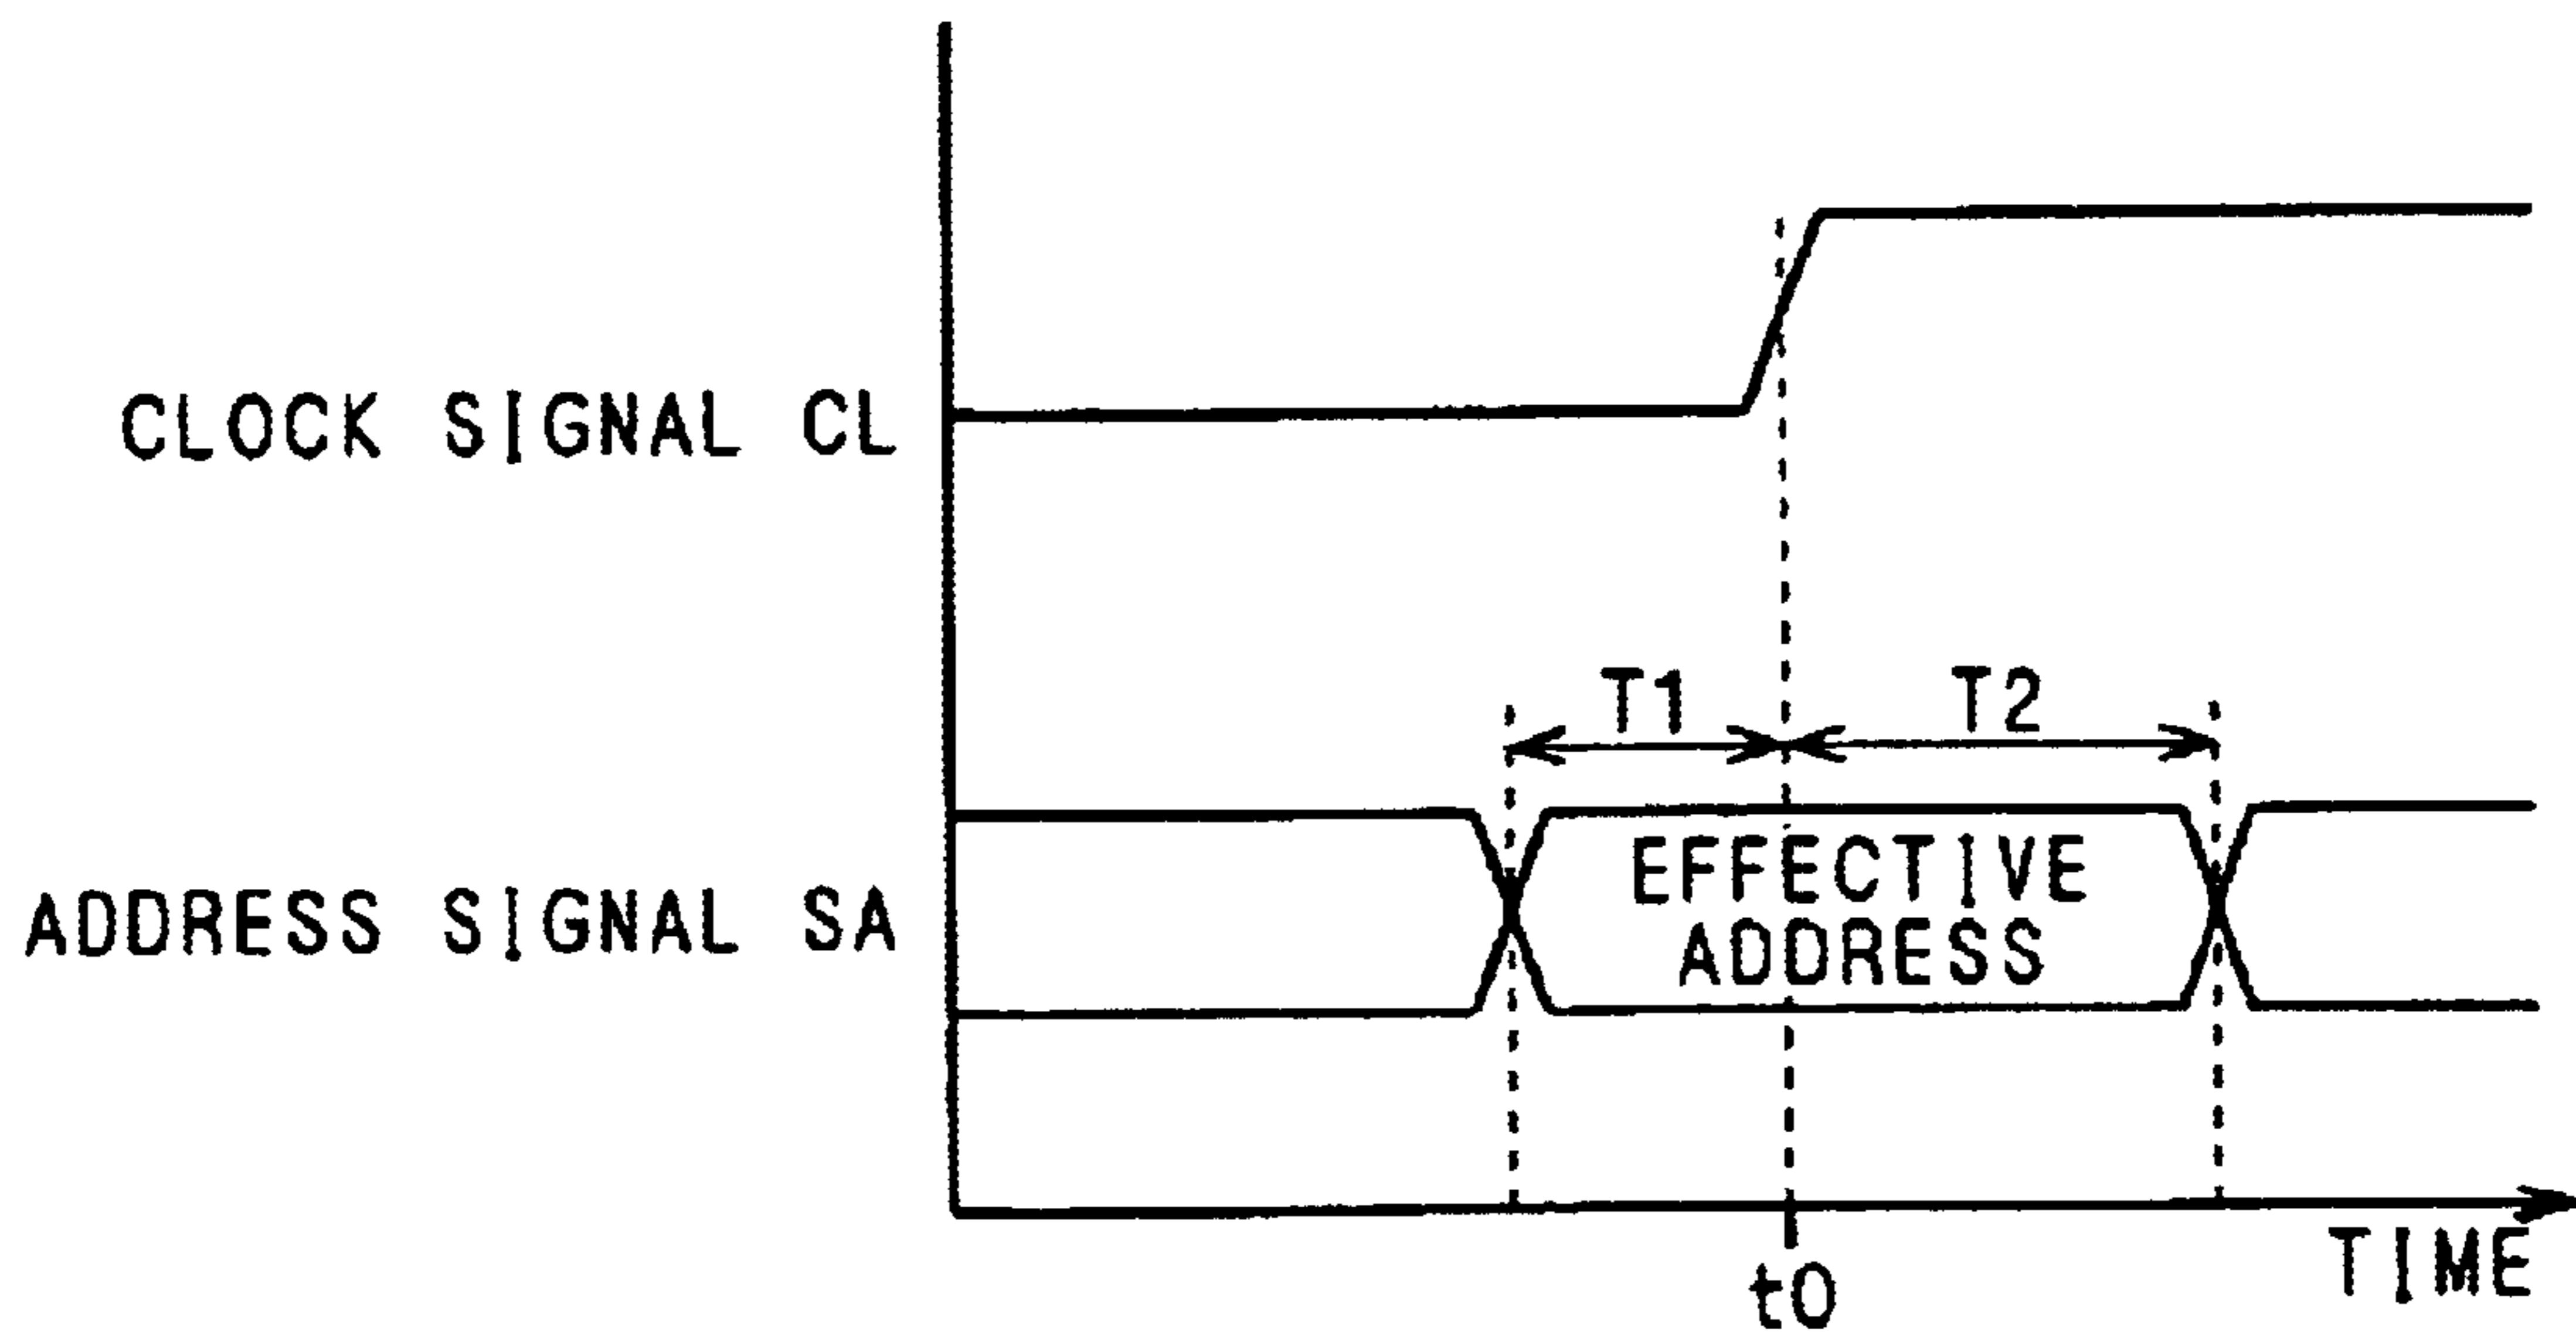 CLOCK SIGNAL CL
T1
T2
ADDRESS SIGNAL SA
EFFECTIVE
ADDRESS
TIME
t0